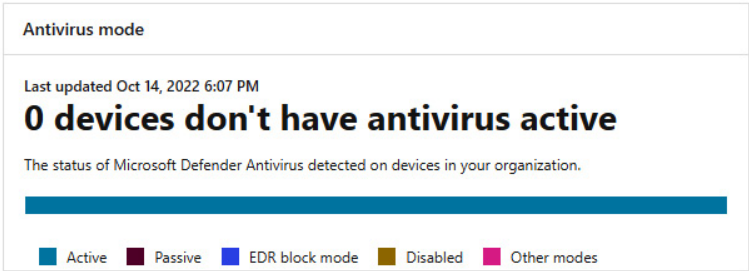 Antivirus mode
Last updated Oct 14, 2022 6:07 PM
0 devices don't have antivirus active
The status of Microsoft Defender Antivirus detected on devices in your organization.
Active Passive EDR block mode Disabled Other modes